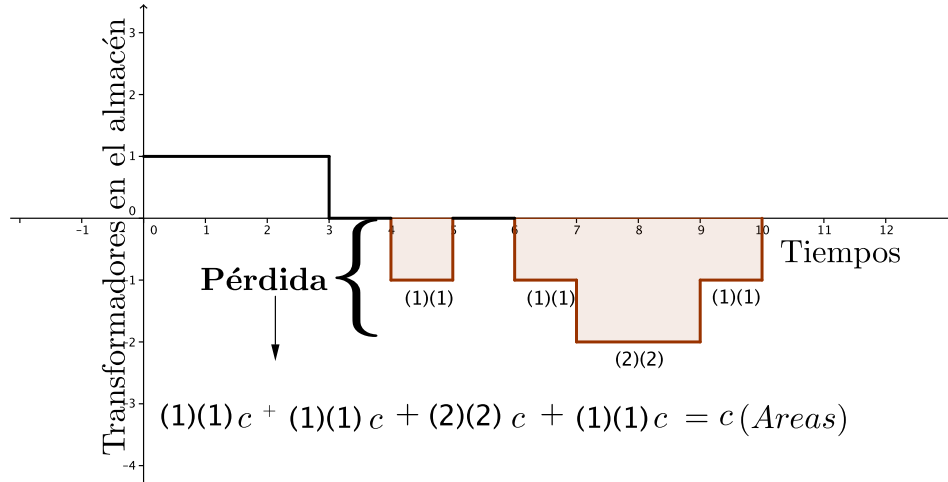 Transformadores en el almacén
3
2
1
0
-1 0 1 2 3 4 5 6 7 8 9 10 11 12
Tiempos
Pérdida
-1
(1)(1) (1)(1) (1)(1)
-2
(2)(2)
-3
(1)(1) c + (1)(1) c + (2)(2) c + (1)(1) c = c (Areas)
-4